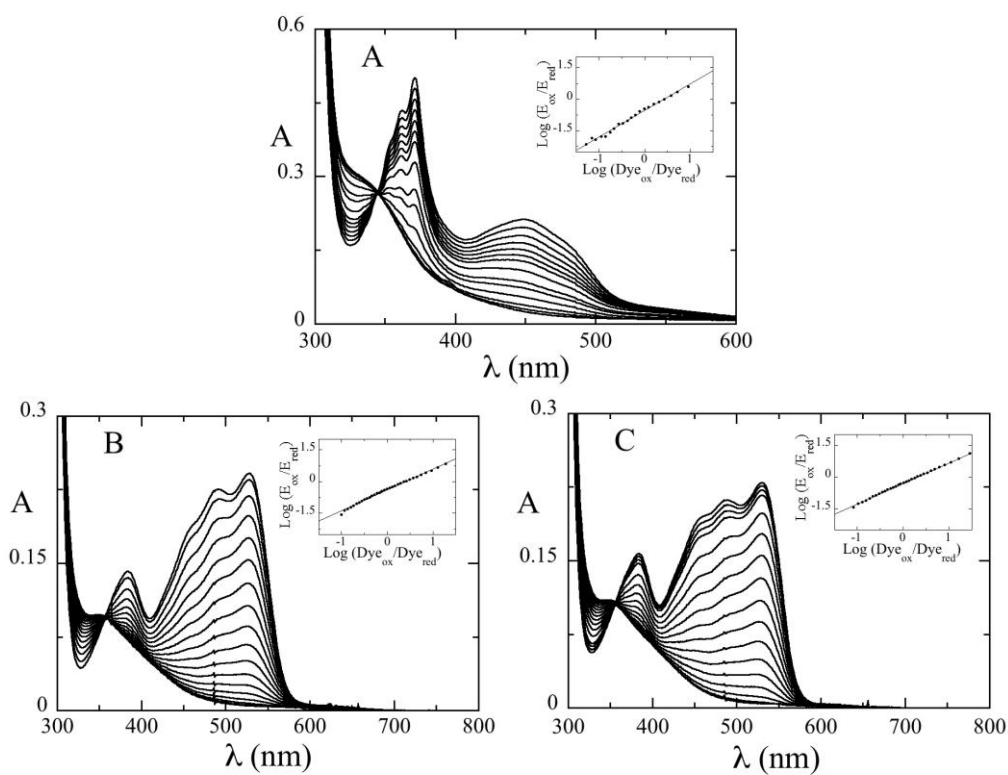 0.6
A
A
0.3
0
300
400
500
600
λ (nm)
1.5
0
-1.5
Log (E_ox/E_red)
-1
0
1
Log (Dye_ox/Dye_red)
0.3
B
A
0.15
0
300
400
500
600
700
800
λ (nm)
1.5
0
-1.5
Log (E_ox/E_red)
-1
0
1
Log (Dye_ox/Dye_red)
0.3
C
A
0.15
0
300
400
500
600
700
800
λ (nm)
1.5
0
-1.5
Log (E_ox/E_red)
-1
0
1
Log (Dye_ox/Dye_red)